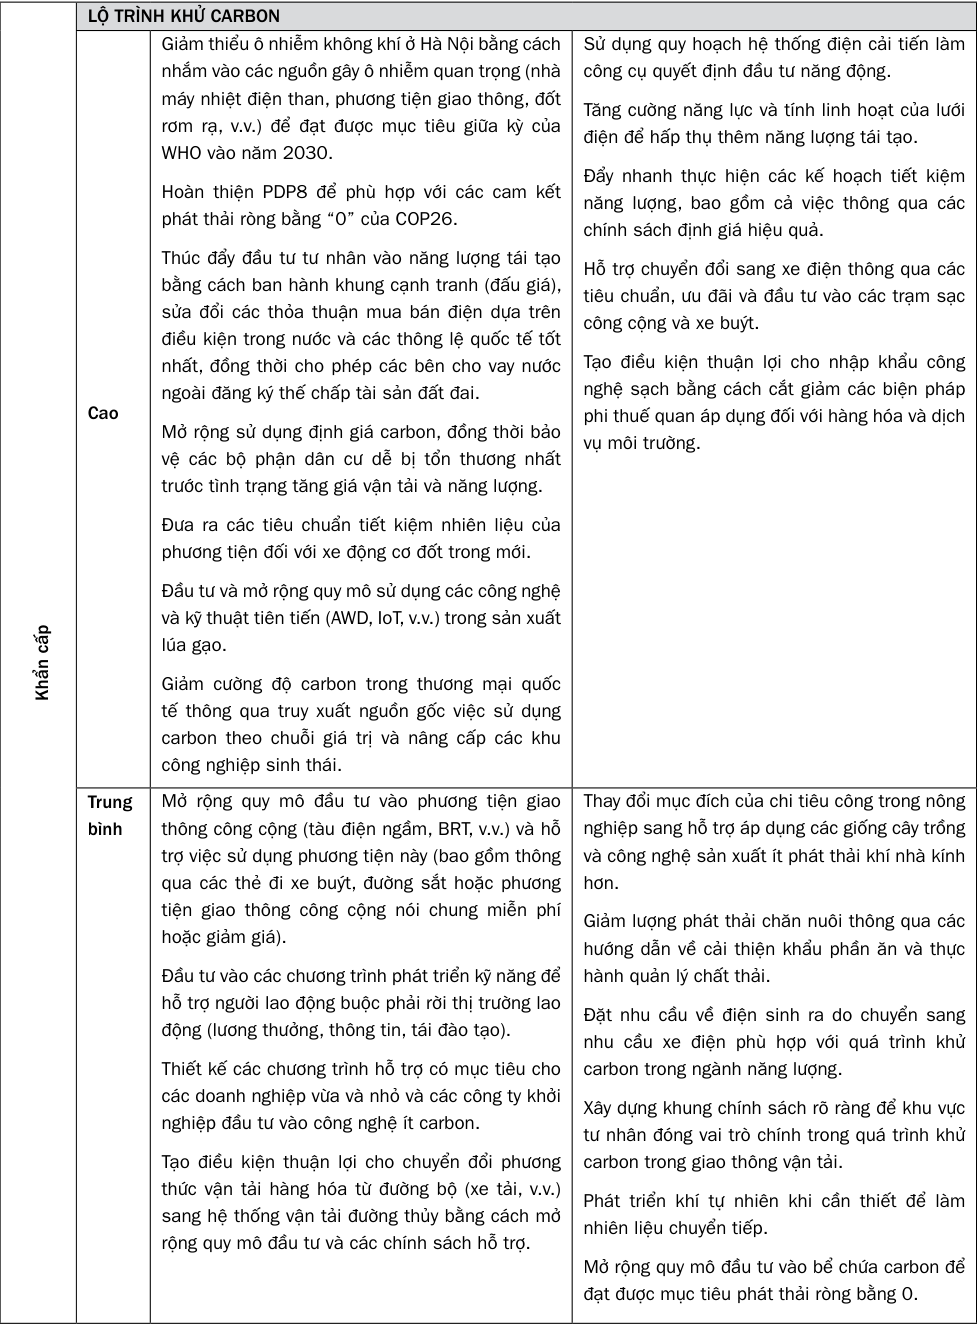 LỘ TRÌNH KHỬ CARBON
Khẩn cấp
Cao
Giảm thiểu ô nhiễm không khí ở Hà Nội bằng cách
nhắm vào các nguồn gây ô nhiễm quan trọng (nhà
máy nhiệt điện than, phương tiện giao thông, đốt
rơm rạ, v.v.) để đạt được mục tiêu giữa kỳ của
WHO vào năm 2030.
Hoàn thiện PDP8 để phù hợp với các cam kết
phát thải ròng bằng “0” của COP26.
Thúc đẩy đầu tư tư nhân vào năng lượng tái tạo
bằng cách ban hành khung cạnh tranh (đấu giá),
sửa đổi các thỏa thuận mua bán điện dựa trên
điều kiện trong nước và các thông lệ quốc tế tốt
nhất, đồng thời cho phép các bên cho vay nước
ngoài đăng ký thế chấp tài sản đất đai.
Mở rộng sử dụng định giá carbon, đồng thời bảo
vệ các bộ phận dân cư dễ bị tổn thương nhất
trước tình trạng tăng giá vận tải và năng lượng.
Đưa ra các tiêu chuẩn tiết kiệm nhiên liệu của
phương tiện đối với xe động cơ đốt trong mới.
Đầu tư và mở rộng quy mô sử dụng các công nghệ
và kỹ thuật tiên tiến (AWD, IoT, v.v.) trong sản xuất
lúa gạo.
Giảm cường độ carbon trong thương mại quốc
tế thông qua truy xuất nguồn gốc việc sử dụng
carbon theo chuỗi giá trị và nâng cấp các khu
công nghiệp sinh thái.
Sử dụng quy hoạch hệ thống điện cải tiến làm
công cụ quyết định đầu tư năng động.
Tăng cường năng lực và tính linh hoạt của lưới
điện để hấp thụ thêm năng lượng tái tạo.
Đẩy nhanh thực hiện các kế hoạch tiết kiệm
năng lượng, bao gồm cả việc thông qua các
chính sách định giá hiệu quả.
Hỗ trợ chuyển đổi sang xe điện thông qua các
tiêu chuẩn, ưu đãi và đầu tư vào các trạm sạc
công cộng và xe buýt.
Tạo điều kiện thuận lợi cho nhập khẩu công
nghệ sạch bằng cách cắt giảm các biện pháp
phi thuế quan áp dụng đối với hàng hóa và dịch
vụ môi trường.
Trung
bình
Mở rộng quy mô đầu tư vào phương tiện giao
thông công cộng (tàu điện ngầm, BRT, v.v.) và hỗ
trợ việc sử dụng phương tiện này (bao gồm thông
qua các thẻ đi xe buýt, đường sắt hoặc phương
tiện giao thông công cộng nói chung miễn phí
hoặc giảm giá).
Đầu tư vào các chương trình phát triển kỹ năng để
hỗ trợ người lao động buộc phải rời thị trường lao
động (lương thưởng, thông tin, tái đào tạo).
Thiết kế các chương trình hỗ trợ có mục tiêu cho
các doanh nghiệp vừa và nhỏ và các công ty khởi
nghiệp đầu tư vào công nghệ ít carbon.
Tạo điều kiện thuận lợi cho chuyển đổi phương
thức vận tải hàng hóa từ đường bộ (xe tải, v.v.)
sang hệ thống vận tải đường thủy bằng cách mở
rộng quy mô đầu tư và các chính sách hỗ trợ.
Thay đổi mục đích của chi tiêu công trong nông
nghiệp sang hỗ trợ áp dụng các giống cây trồng
và công nghệ sản xuất ít phát thải khí nhà kính
hơn.
Giảm lượng phát thải chăn nuôi thông qua các
hướng dẫn về cải thiện khẩu phần ăn và thực
hành quản lý chất thải.
Đặt nhu cầu về điện sinh ra do chuyển sang
nhu cầu xe điện phù hợp với quá trình khử
carbon trong ngành năng lượng.
Xây dựng khung chính sách rõ ràng để khu vực
tư nhân đóng vai trò chính trong quá trình khử
carbon trong giao thông vận tải.
Phát triển khí tự nhiên khi cần thiết để làm
nhiên liệu chuyển tiếp.
Mở rộng quy mô đầu tư vào bể chứa carbon để
đạt được mục tiêu phát thải ròng bằng 0.